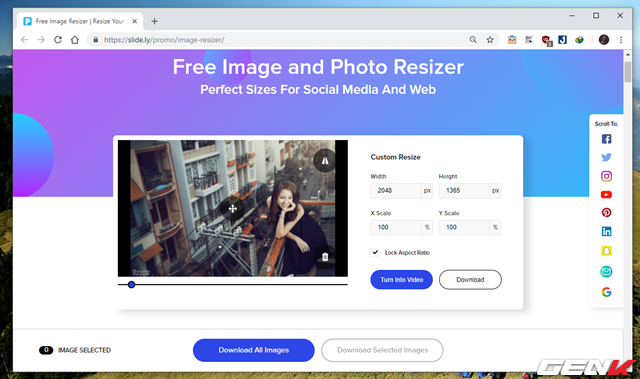 Free Image Resizer | Resize Your
https://slide.ly/promo/image-resizer/
Free Image and Photo Resizer
Perfect Sizes For Social Media And Web
Scroll To:
Custom Resize
Width
Height
2048 px
1365 px
X Scale
Y Scale
100 %
100 %
Lock Aspect Ratio
Turn Into Video
Download
0 IMAGE SELECTED
Download All Images
Download Selected Images
GENK